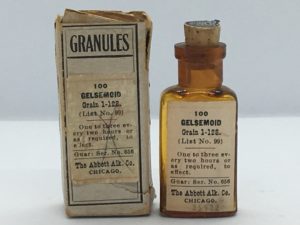 GRANULES
100
GELSEMOID
Grain 1-128.
(List No. 99)
One to three ev-
ery two hours or
as required, to
effect.
Guar. Ser. No. 656
The Abbott Alk. Co.
CHICAGO.
100
GELSEMOID
Grain 1-128.
(List No. 99)
One to three ev-
ery two hours or
as required, to
effect.
Guar. Ser. No. 656
The Abbott Alk. Co.
CHICAGO.